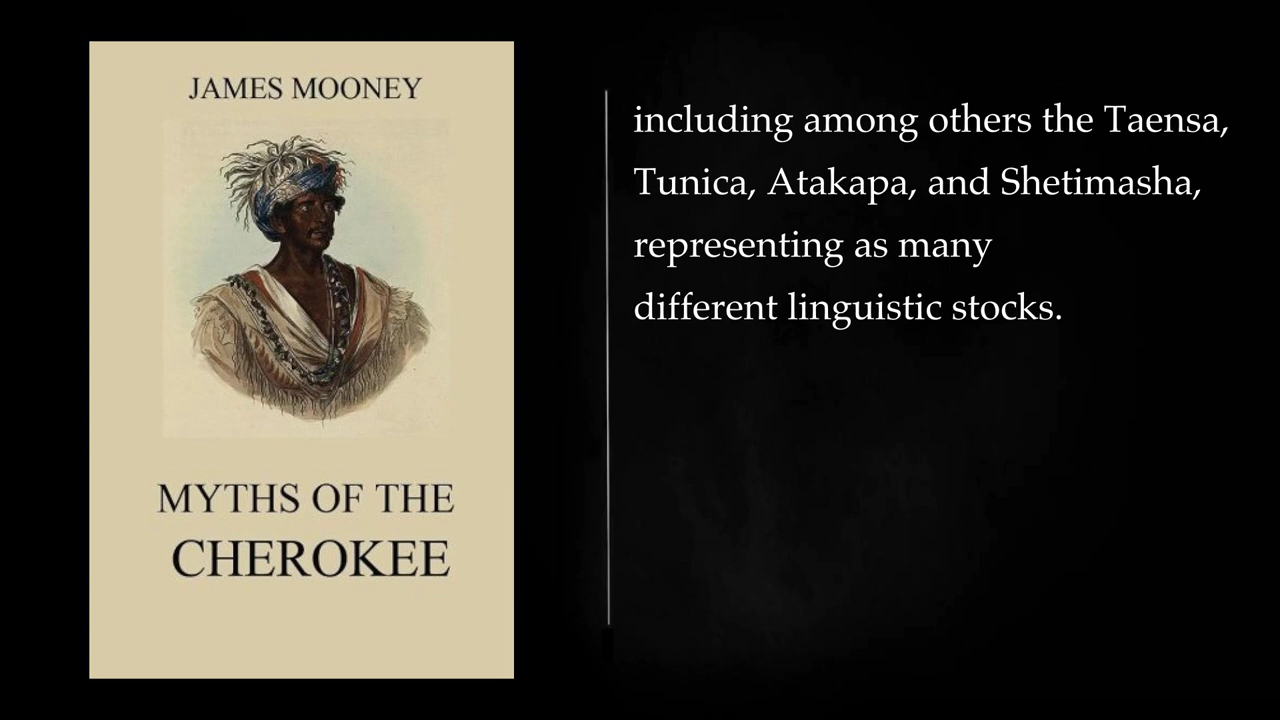 JAMES MOONEY
MYTHS OF THE
CHEROKEE
including among others the Taensa,
Tunica, Atakapa, and Shetimasha,
representing as many
different linguistic stocks.